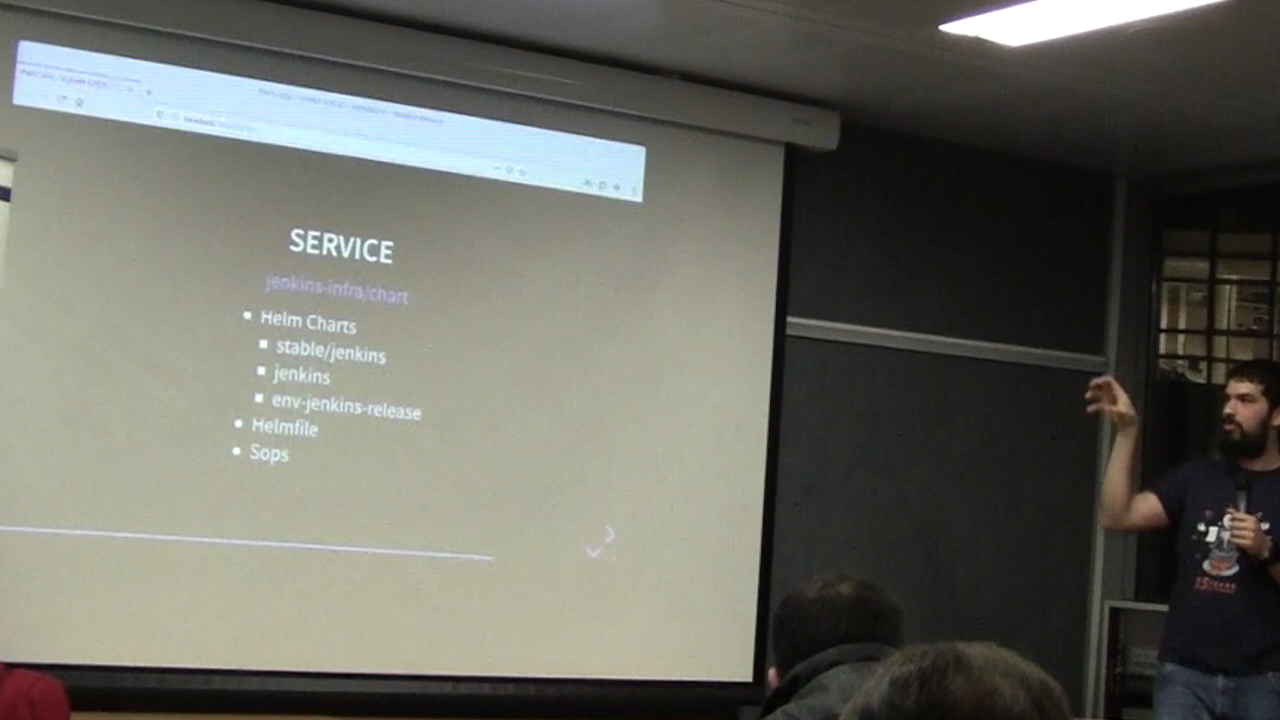 SERVICE
jenkins-infra/chart
Helm Charts
stable/jenkins
jenkins
env-jenkins-release
Helmfile
Sops